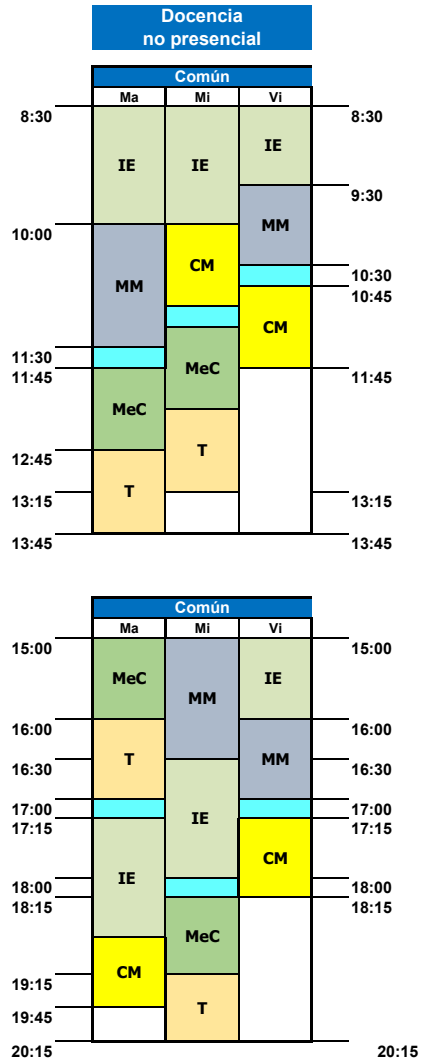 Docencia
no presencial
Común
Ma Mi Vi
8:30 8:30
IE IE IE
9:30
10:00
MM
CM
MM
10:30
10:45
CM
11:30
11:45 11:45
MeC
MeC
12:45
T
T
13:15 13:15
13:45 13:45
Común
Ma Mi Vi
15:00 15:00
MeC MM IE
16:00 16:00
T MM
16:30 16:30
17:00 17:00
17:15 17:15
IE
CM
IE
18:00 18:00
18:15 18:15
MeC
CM
19:15
T
19:45
20:15 20:15